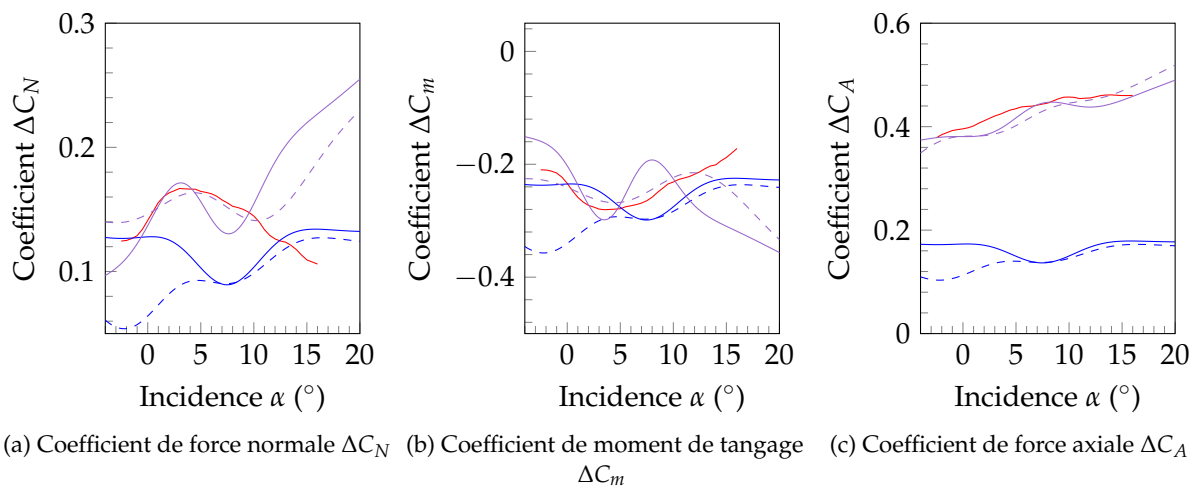 0.3
0.2
0.1
Coefficient ΔC_N
0 5 10 15 20
Incidence α (°)
(a) Coefficient de force normale ΔC_N
0
−0.2
−0.4
Coefficient ΔC_m
0 5 10 15 20
Incidence α (°)
(b) Coefficient de moment de tangage
ΔC_m
0.6
0.4
0.2
0
Coefficient ΔC_A
0 5 10 15 20
Incidence α (°)
(c) Coefficient de force axiale ΔC_A